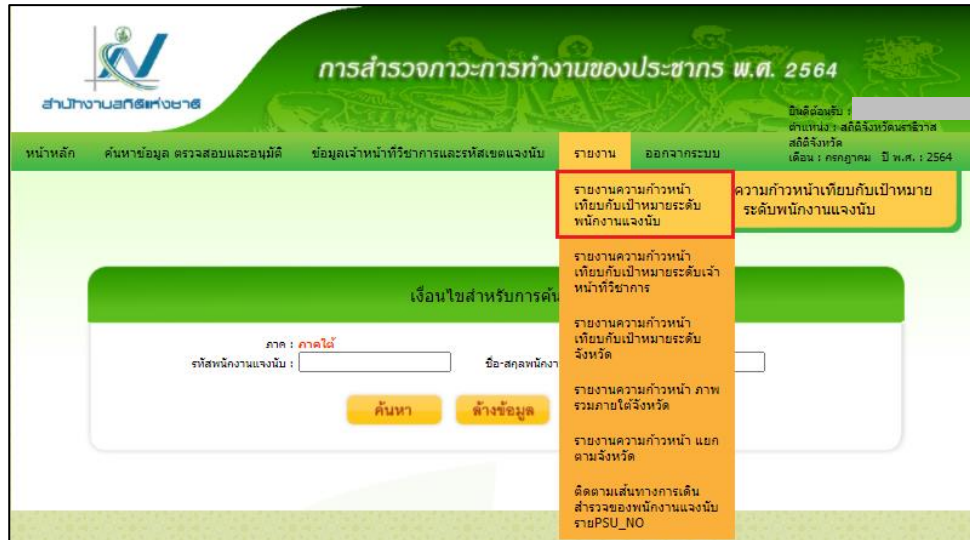 การสำรวจภาวะการทำงานของประชากร พ.ศ. 2564
สำนักงานสถิติแห่งชาติ
ยินดีต้อนรับ :
ตำแหน่ง : สถิติจังหวัดนราธิวาส
สถิติจังหวัด
เดือน : กรกฎาคม ปี พ.ศ. : 2564
หน้าหลัก ค้นหาข้อมูล ตรวจสอบและอนุมัติ ข้อมูลเจ้าหน้าที่วิชาการและรหัสเขตแจงนับ รายงาน ออกจากระบบ
รายงานความก้าวหน้า
เทียบกับเป้าหมายระดับ
พนักงานแจงนับ
ความก้าวหน้าเทียบกับเป้าหมาย
ระดับพนักงานแจงนับ
รายงานความก้าวหน้า
เทียบกับเป้าหมายระดับเจ้า
หน้าที่วิชาการ
รายงานความก้าวหน้า
เทียบกับเป้าหมายระดับ
จังหวัด
รายงานความก้าวหน้า ภาพ
รวมภายใต้จังหวัด
รายงานความก้าวหน้า แยก
ตามจังหวัด
ติดตามเส้นทางการเดิน
สำรวจของพนักงานแจงนับ
รายPSU_NO
เงื่อนไขสำหรับการค้น
ภาค : ภาคใต้
รหัสพนักงานแจงนับ : ชื่อ-สกุลพนักงา
ค้นหา ล้างข้อมูล